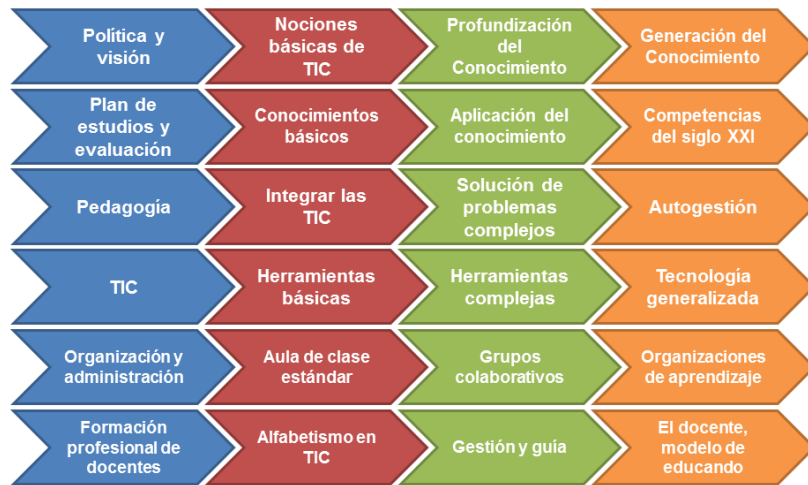 Política y
visión
Nociones
básicas de
TIC
Profundización
del
Conocimiento
Generación del
Conocimiento
Plan de
estudios y
evaluación
Conocimientos
básicos
Aplicación del
conocimiento
Competencias
del siglo XXI
Pedagogía
Integrar las
TIC
Solución de
problemas
complejos
Autogestión
TIC
Herramientas
básicas
Herramientas
complejas
Tecnología
generalizada
Organización y
administración
Aula de clase
estándar
Grupos
colaborativos
Organizaciones
de aprendizaje
Formación
profesional de
docentes
Alfabetismo en
TIC
Gestión y guía
El docente,
modelo de
educando